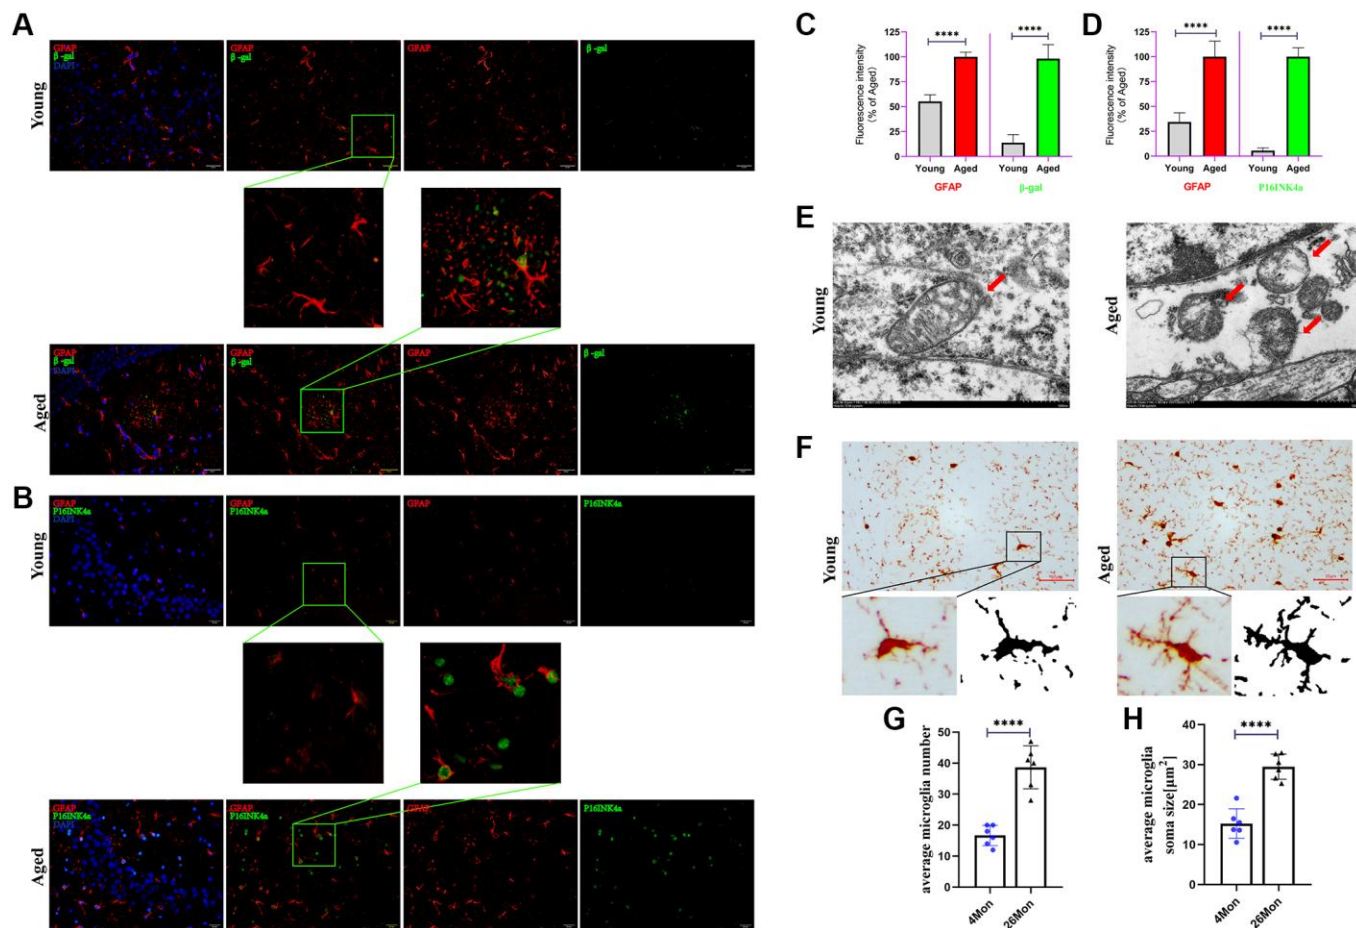 A
Young
GFAP
β-gal
DAPI
GFAP
β-gal
GFAP
β-gal
Aged
GFAP
β-gal
DAPI
GFAP
β-gal
GFAP
β-gal
B
Young
GFAP
P16INK4a
DAPI
GFAP
P16INK4a
GFAP
P16INK4a
Aged
GFAP
P16INK4a
DAPI
GFAP
P16INK4a
GFAP
P16INK4a
C
Fluorescence intensity
(% of Aged)
125
100
75
50
25
0
****
****
Young Aged Young Aged
GFAP β-gal
D
Fluorescence intensity
(% of Aged)
125
100
75
50
25
0
****
****
Young Aged Young Aged
GFAP P16INK4a
E
Young
Aged
F
Young
Aged
G
average microglia number
50
40
30
20
10
0
****
4Mon
26Mon
H
average microglia
soma size[μm²]
40
30
20
10
0
****
4Mon
26Mon